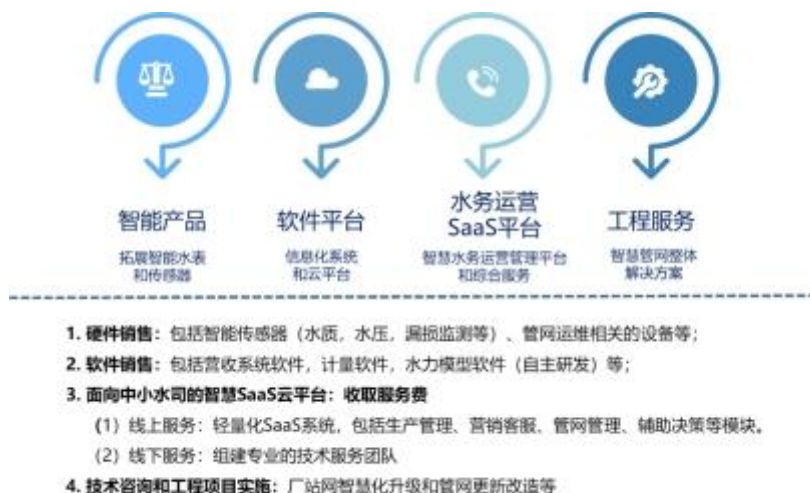 智能产品
软件平台
水务运营
SaaS平台
工程服务
拓展智能水表
和传感器
信息化系统
和云平台
智慧水务运营管理平台
和综合服务
智慧管网整体
解决方案
1. 硬件销售：包括智能传感器（水质，水压，漏损监测等）、管网运维相关的设备等；
2. 软件销售：包括营收系统软件，计量软件，水力模型软件（自主研发）等；
3. 面向中小水司的智慧SaaS云平台：收取服务费
（1）线上服务：轻量化SaaS系统，包括生产管理、营销客服、管网管理、辅助决策等模块。
（2）线下服务：组建专业的技术服务团队
4. 技术咨询和工程项目实施：厂站网智慧化升级和管网更新改造等